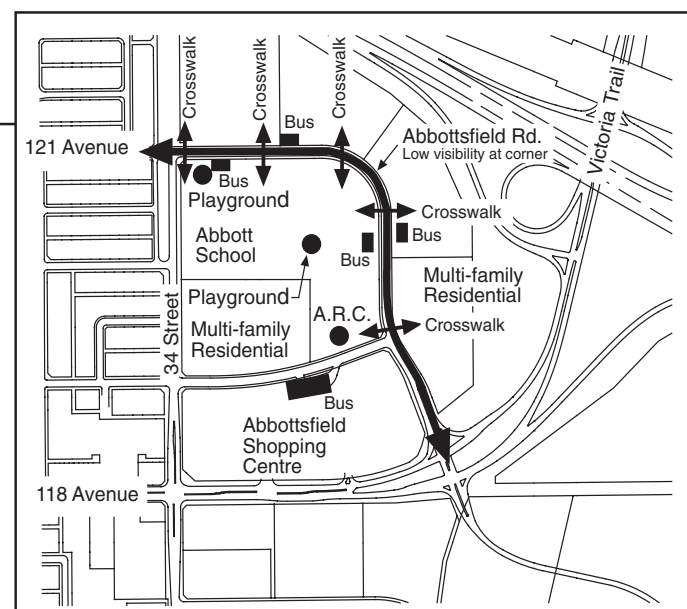 Crosswalk
Crosswalk
Crosswalk
Bus
121 Avenue
Abbottsfield Rd.
Low visibility at corner
Victoria Trail
Bus
Playground
Crosswalk
Abbott
School
Bus
Bus
Multi-family
Residential
Playground
A.R.C.
Crosswalk
34 Street
Multi-family
Residential
Bus
Abbottsfield
Shopping
Centre
118 Avenue